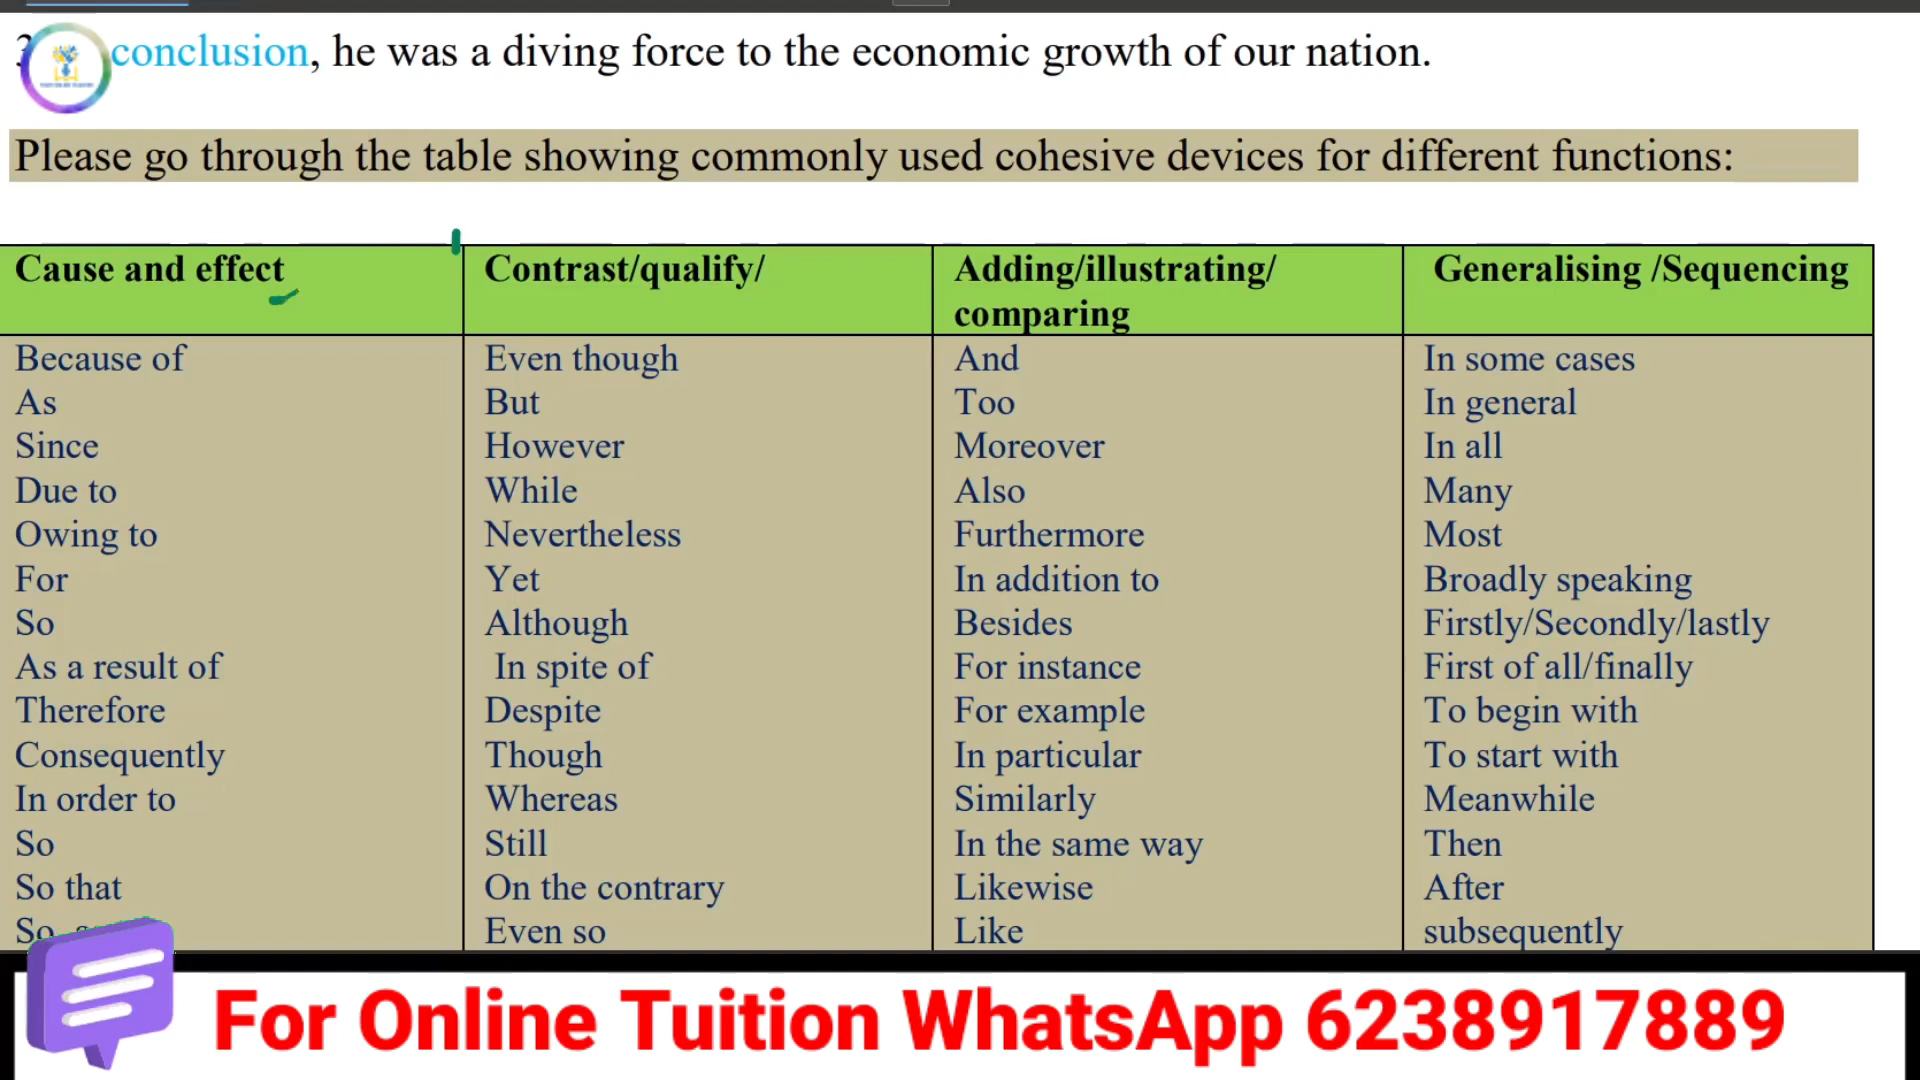 conclusion, he was a diving force to the economic growth of our nation.
Please go through the table showing commonly used cohesive devices for different functions:
Cause and effect
Contrast/qualify/
Adding/illustrating/
comparing
Generalising /Sequencing
Because of
As
Since
Due to
Owing to
For
So
As a result of
Therefore
Consequently
In order to
So
So that
So
Even though
But
However
While
Nevertheless
Yet
Although
In spite of
Despite
Though
Whereas
Still
On the contrary
Even so
And
Too
Moreover
Also
Furthermore
In addition to
Besides
For instance
For example
In particular
Similarly
In the same way
Likewise
Like
In some cases
In general
In all
Many
Most
Broadly speaking
Firstly/Secondly/lastly
First of all/finally
To begin with
To start with
Meanwhile
Then
After
subsequently
For Online Tuition WhatsApp 6238917889